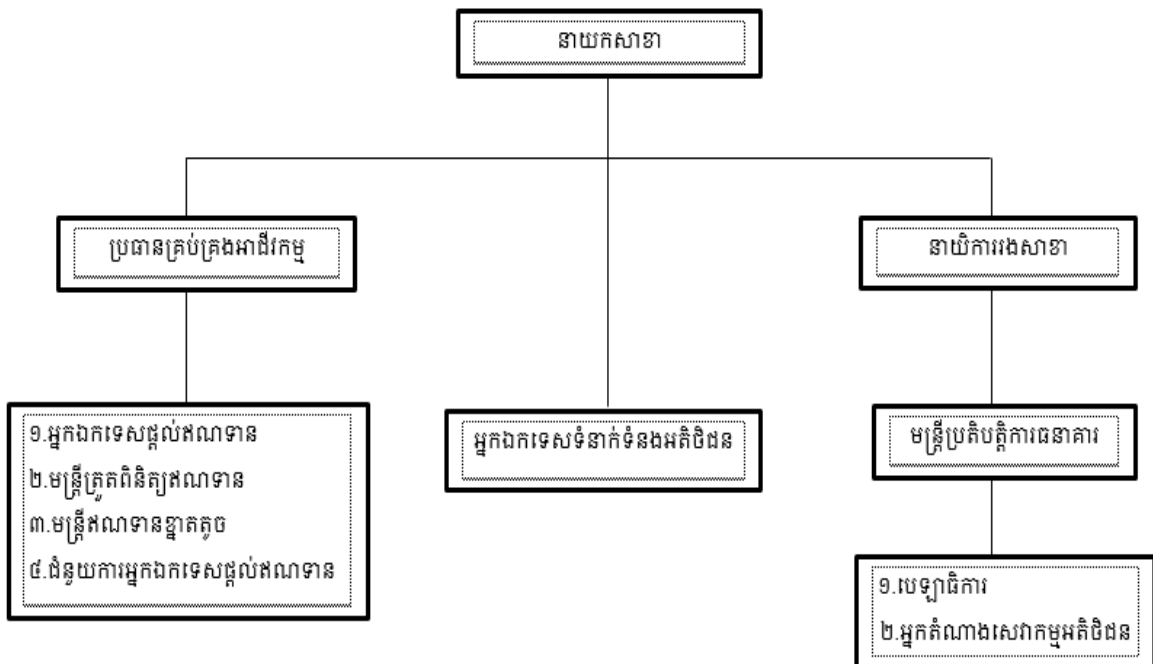 នាយកសាខា
ប្រធានគ្រប់គ្រងអាជីវកម្ម
នាយិការរងសាខា
១.អ្នកឯកទេសផ្តល់ឥណទាន
២.មន្ត្រីត្រួតពិនិត្យឥណទាន
៣.មន្ត្រីឥណទានខ្នាតតូច
៤.ជំនួយការអ្នកឯកទេសផ្តល់ឥណទាន
អ្នកឯកទេសទំនាក់ទំនងអតិថិជន
មន្ត្រីប្រតិបត្តិការធនាគារ
១.បេឡាធិការ
២.អ្នកតំណាងសេវាកម្មអតិថិជន